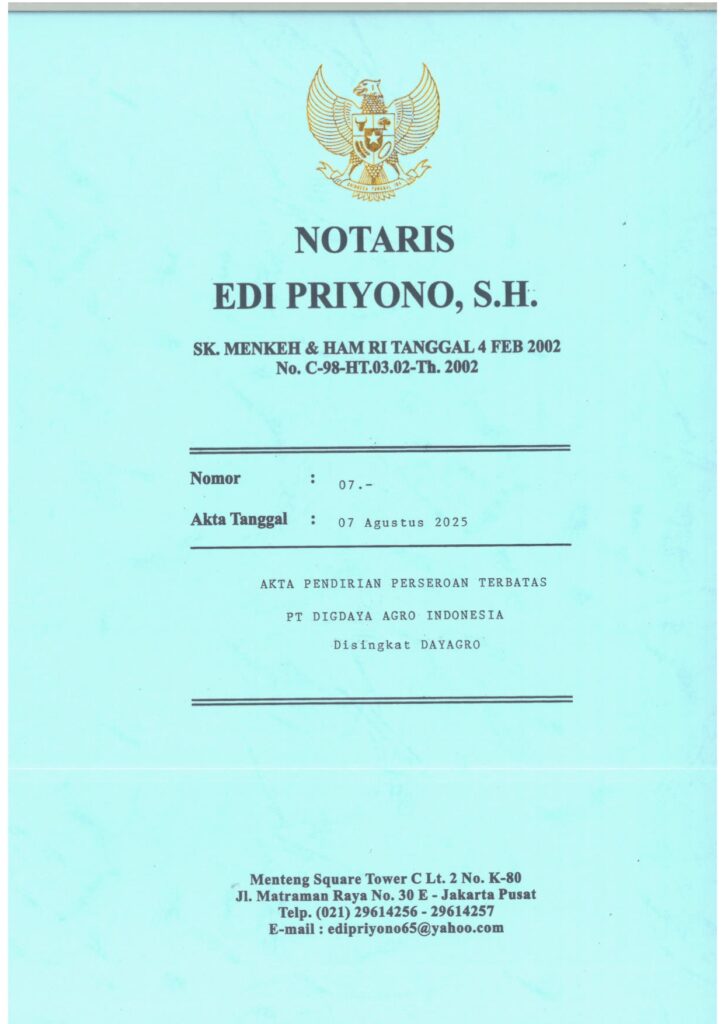 NOTARIS
EDI PRIYONO, S.H.
SK. MENKEH & HAM RI TANGGAL 4 FEB 2002
No. C-98-HT.03.02-Th. 2002
Nomor : 07.-
Akta Tanggal : 07 Agustus 2025
AKTA PENDIRIAN PERSEROAN TERBATAS
PT DIGDAYA AGRO INDONESIA
Disingkat DAYAGRO
Menteng Square Tower C Lt. 2 No. K-80
Jl. Matraman Raya No. 30 E - Jakarta Pusat
Telp. (021) 29614256 - 29614257
E-mail : edipriyono65@yahoo.com